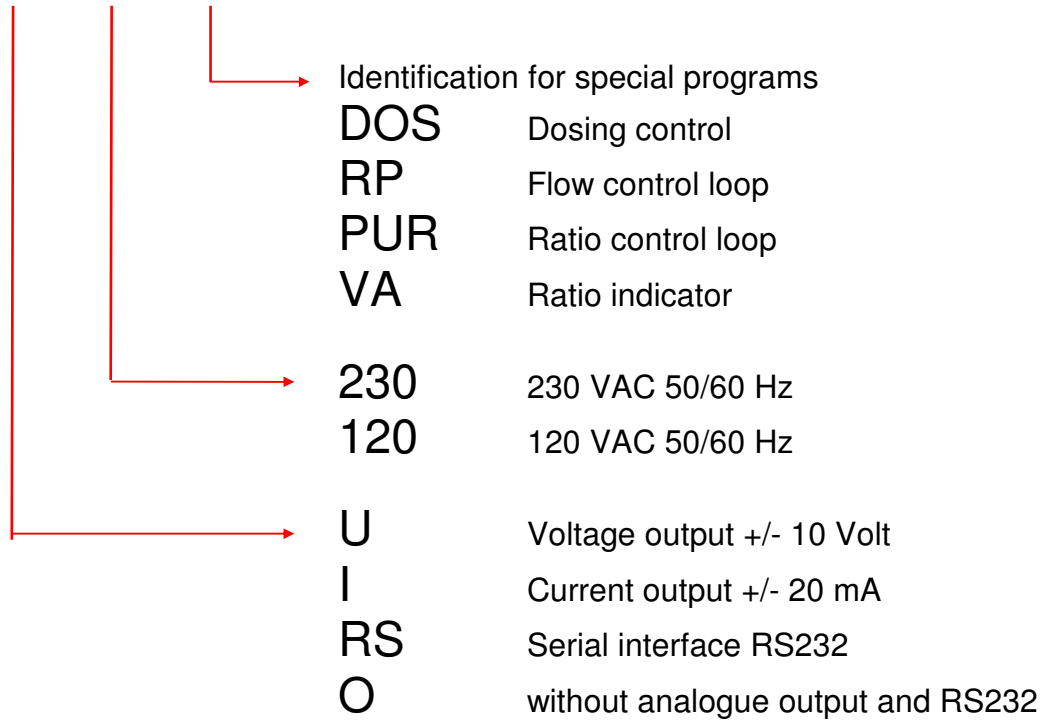 Identification for special programs
DOS Dosing control
RP Flow control loop
PUR Ratio control loop
VA Ratio indicator
230 230 VAC 50/60 Hz
120 120 VAC 50/60 Hz
U Voltage output +/- 10 Volt
I Current output +/- 20 mA
RS Serial interface RS232
O without analogue output and RS232